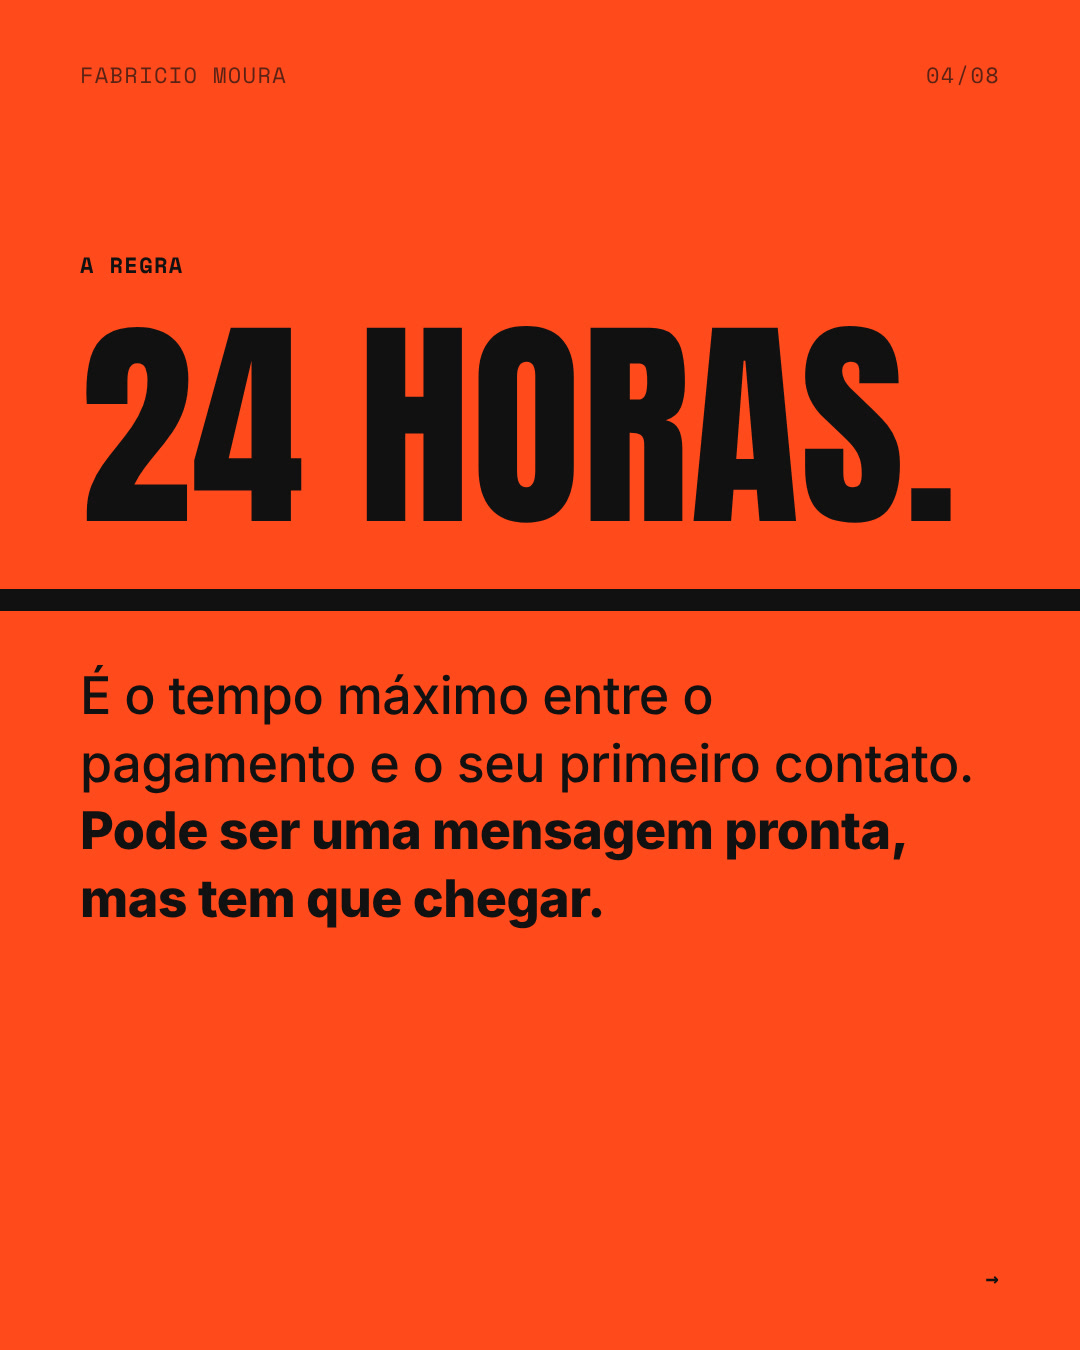 FABRICIO MOURA
04/08
A REGRA
24 HORAS.
É o tempo máximo entre o
pagamento e o seu primeiro contato.
Pode ser uma mensagem pronta,
mas tem que chegar.
→